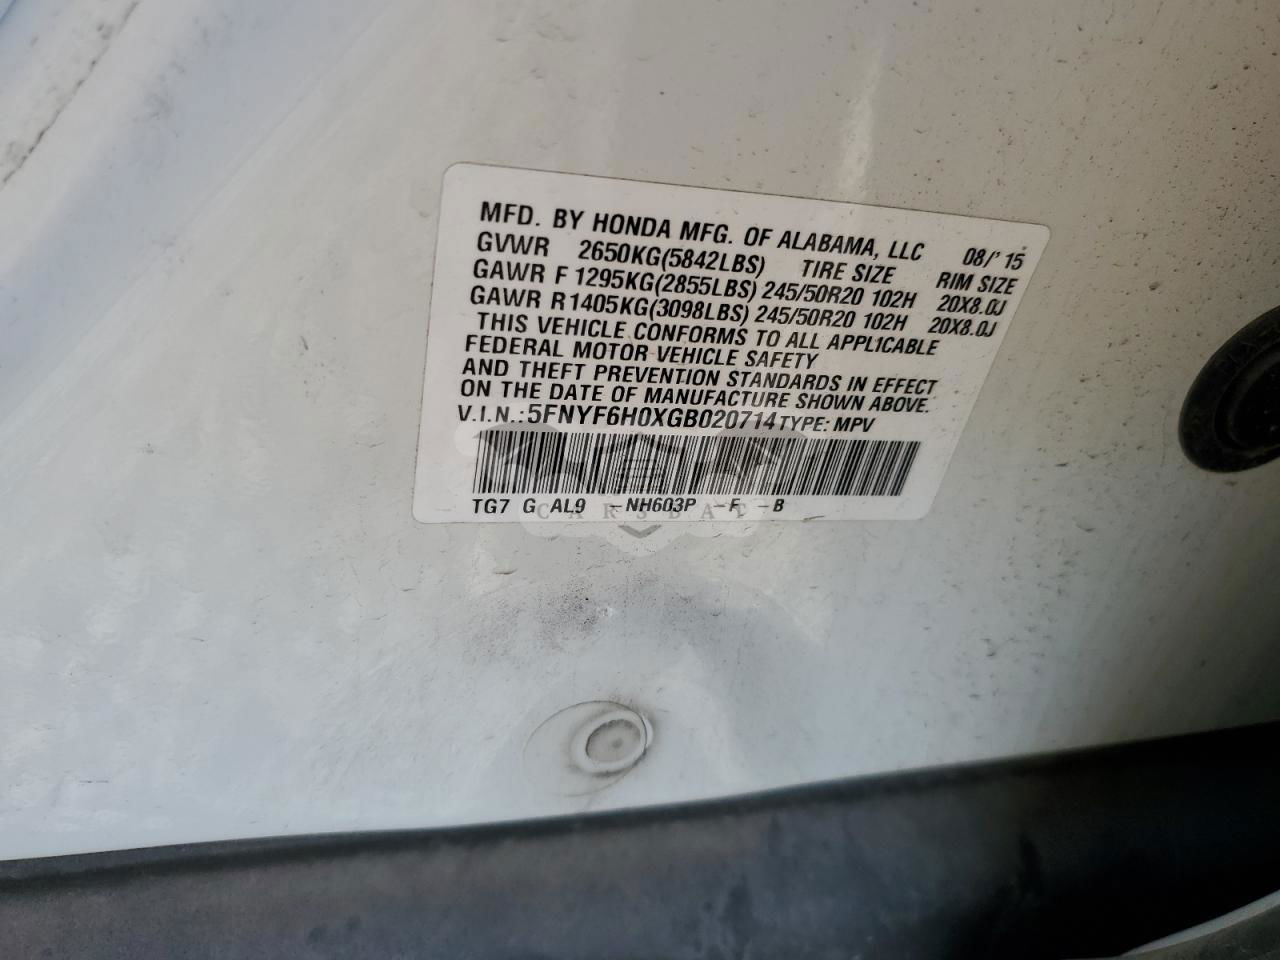 MFD. BY HONDA MFG. OF ALABAMA, LLC 08/'15
GVWR 2650KG(5842LBS) TIRE SIZE RIM SIZE
GAWR F 1295KG(2855LBS) 245/50R20 102H 20X8.0J
GAWR R 1405KG(3098LBS) 245/50R20 102H 20X8.0J
THIS VEHICLE CONFORMS TO ALL APPLICABLE
FEDERAL MOTOR VEHICLE SAFETY
AND THEFT PREVENTION STANDARDS IN EFFECT
ON THE DATE OF MANUFACTURE SHOWN ABOVE.
V.I.N.:5FNYF6H0XGB020714 TYPE: MPV
TG7 G AL9 -NH603P -F -B
CARSDAT